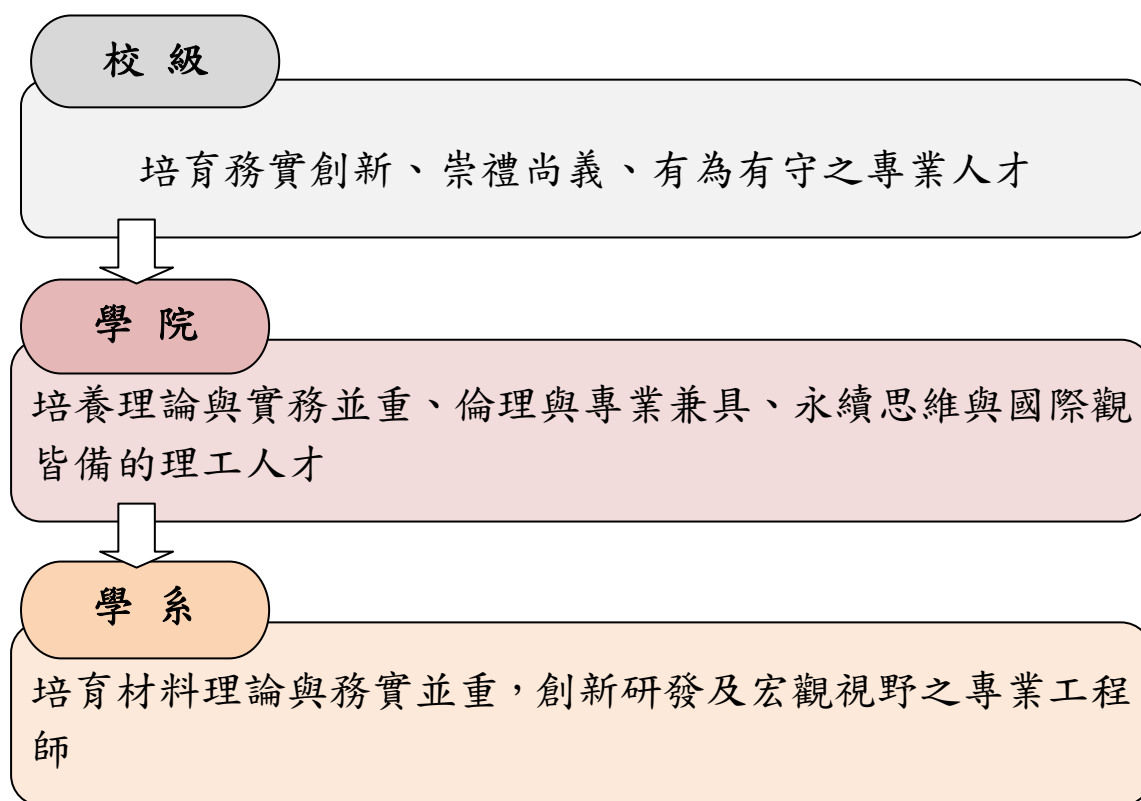 校 級
培育務實創新、崇禮尚義、有為有守之專業人才
學 院
培養理論與實務並重、倫理與專業兼具、永續思維與國際觀
皆備的理工人才
學 系
培育材料理論與務實並重，創新研發及宏觀視野之專業工程
師